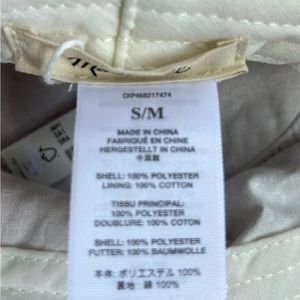 CKP468217474
S/M
MADE IN CHINA
FABRIQUÉ EN CHINE
HERGESTELLT IN CHINA
中国製
SHELL: 100% POLYESTER
LINING: 100% COTTON
TISSU PRINCIPAL:
100% POLYESTER
DOUBLURE: 100% COTON
SHELL: 100% POLYESTER
FUTTER: 100% BAUMWOLLE
本体: ポリエステル 100%
裏地: 綿 100%